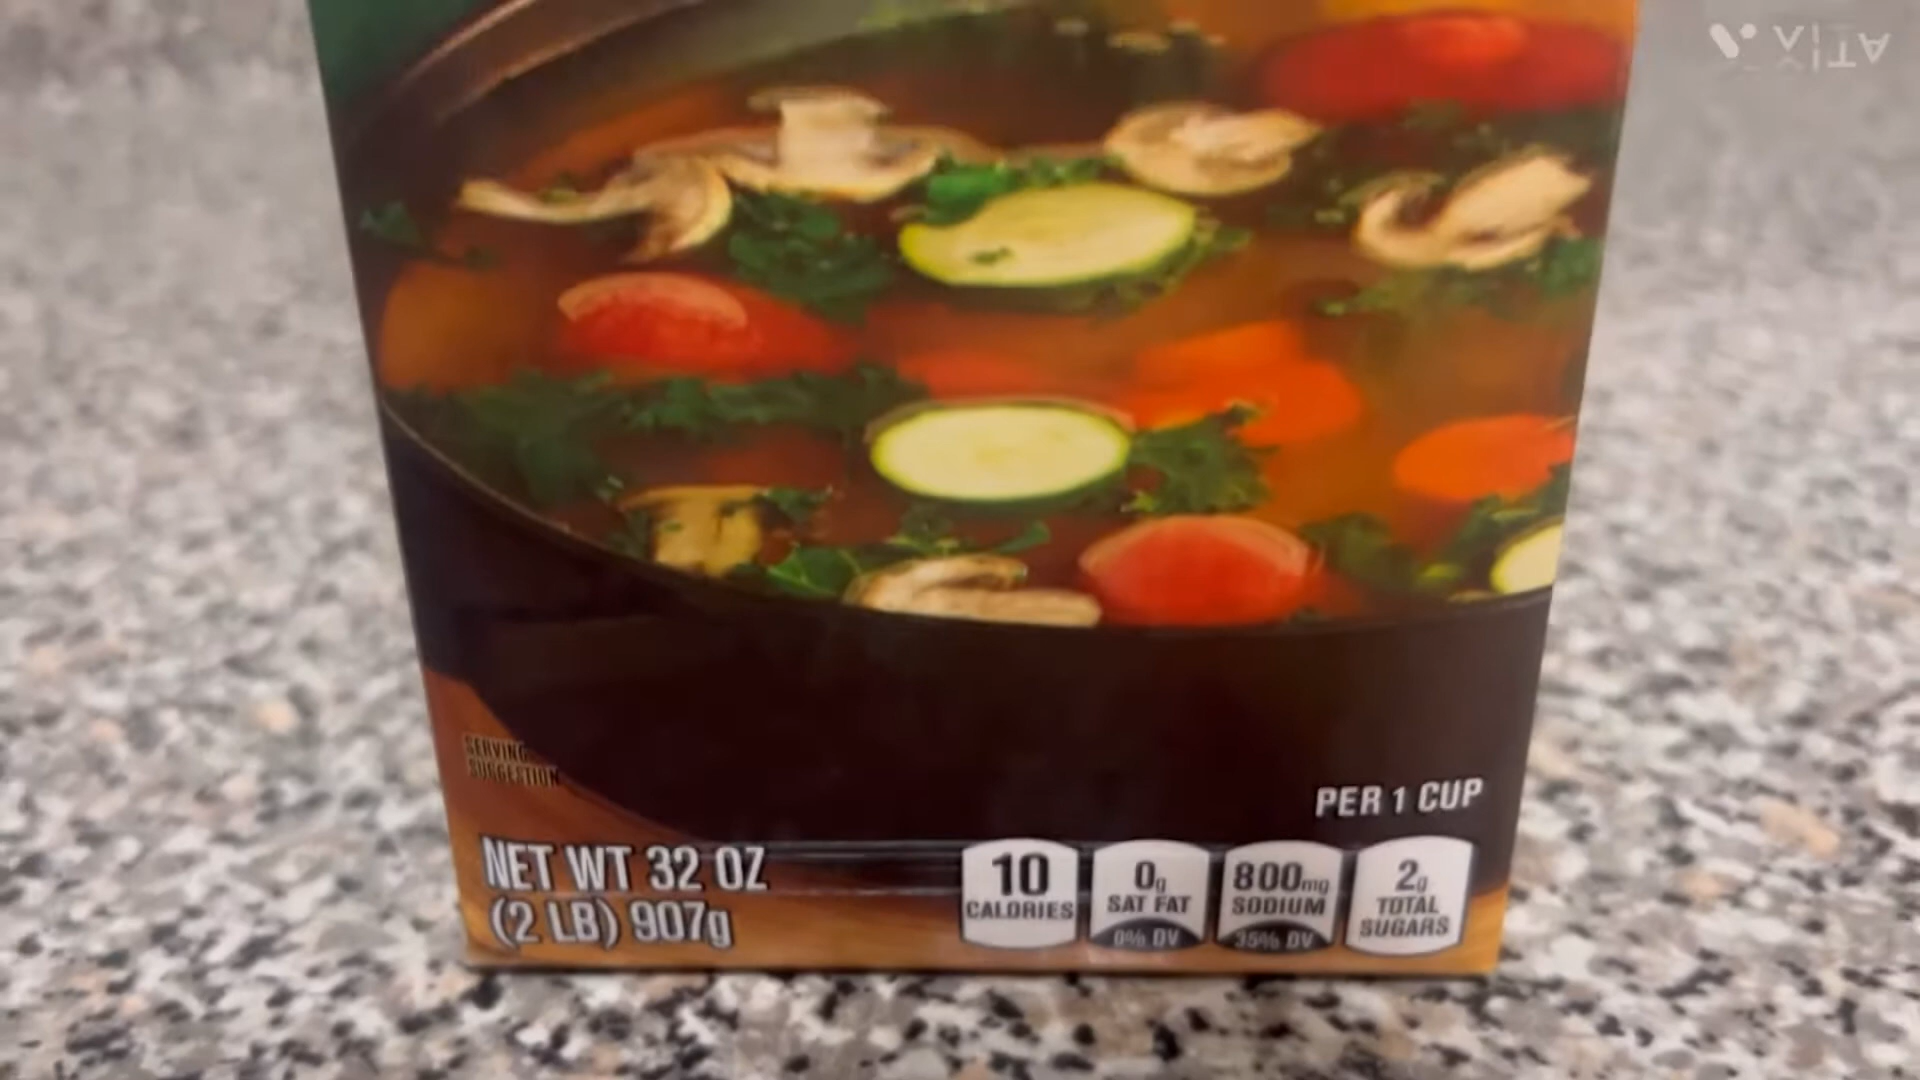 VITA
SERVING
SUGGESTION
PER 1 CUP
NET WT 32 OZ
(2 LB) 907g
10
CALORIES
0g
SAT FAT
0% DV
800mg
SODIUM
35% DV
2g
TOTAL
SUGARS